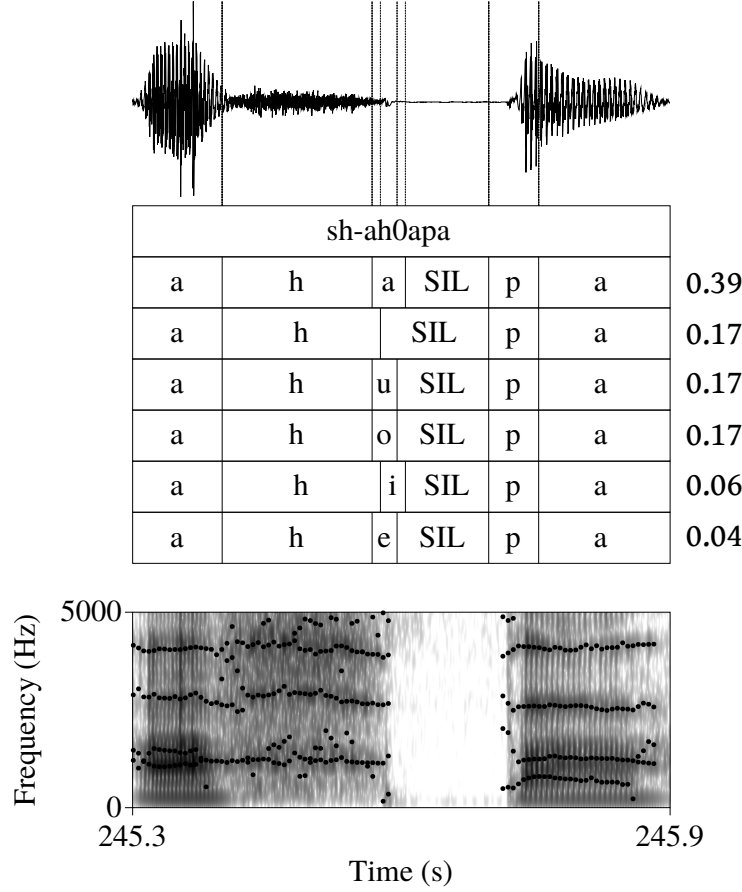 sh-ah0apa
a h a SIL p a 0.39
a h SIL p a 0.17
a h u SIL p a 0.17
a h o SIL p a 0.17
a h i SIL p a 0.06
a h e SIL p a 0.04
5000
Frequency (Hz)
0
245.3 245.9
Time (s)